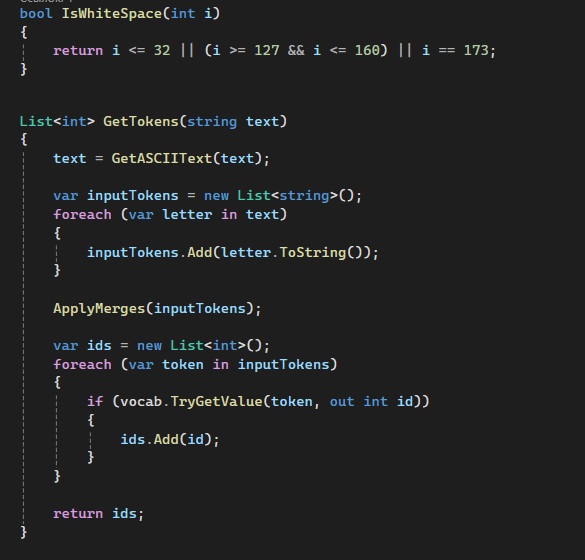 bool IsWhiteSpace(int i)
{
    return i <= 32 || (i >= 127 && i <= 160) || i == 173;
}
List<int> GetTokens(string text)
{
    text = GetASCIIText(text);
    var inputTokens = new List<string>();
    foreach (var letter in text)
    {
        inputTokens.Add(letter.ToString());
    }
    ApplyMerges(inputTokens);
    var ids = new List<int>();
    foreach (var token in inputTokens)
    {
        if (vocab.TryGetValue(token, out int id))
        {
            ids.Add(id);
        }
    }
    return ids;
}